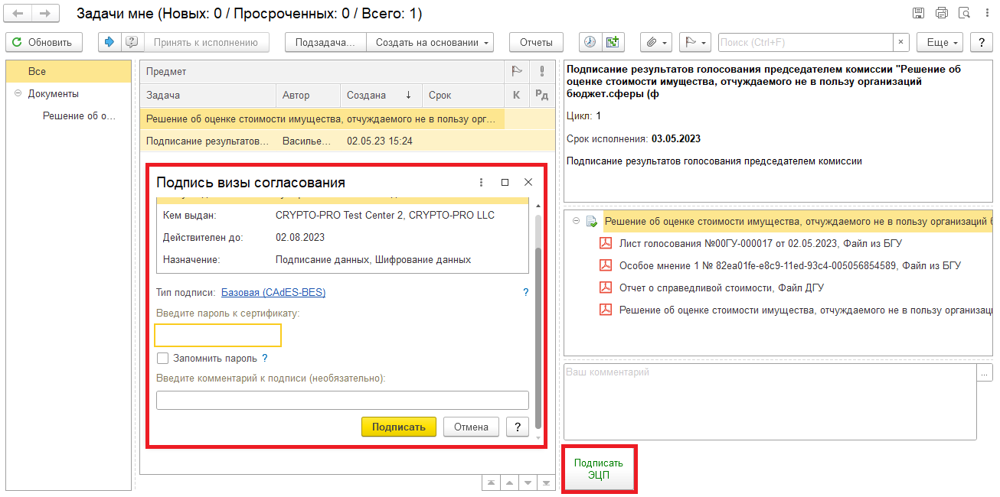 Задачи мне (Новых: 0 / Просроченных: 0 / Всего: 1)
Обновить
Принять к исполнению
Подзадача...
Создать на основании
Отчеты
Поиск (Ctrl+F)
×
Еще
?
Все
Документы
Решение об о...
Предмет
Задача
Автор
Создана ↓
Срок
К
Рд
Решение об оценке стоимости имущества, отчуждаемого не в пользу орг...
Подписание результатов...
Василье...
02.05.23 15:24
Подпись визы согласования
Кем выдан: CRYPTO-PRO Test Center 2, CRYPTO-PRO LLC
Действителен до: 02.08.2023
Назначение: Подписание данных, Шифрование данных
Тип подписи: Базовая (CAdES-BES) ?
Введите пароль к сертификату:
Запомнить пароль ?
Введите комментарий к подписи (необязательно):
Подписать
Отмена
?
Подписание результатов голосования председателем комиссии "Решение об
оценке стоимости имущества, отчуждаемого не в пользу организаций
бюджет.сферы (ф
Цикл: 1
Срок исполнения: 03.05.2023
Подписание результатов голосования председателем комиссии
Решение об оценке стоимости имущества, отчуждаемого не в пользу организаций
Лист голосования №00ГУ-000017 от 02.05.2023, Файл из БГУ
Особое мнение 1 № 82ea01fe-e8c9-11ed-93c4-005056854589, Файл из БГУ
Отчет о справедливой стоимости, Файл ДГУ
Решение об оценке стоимости имущества, отчуждаемого не в пользу организаци
Ваш комментарий
...
Подписать
ЭЦП